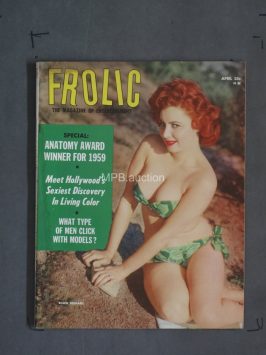 FROLIC
THE MAGAZINE OF ENTERTAINMENT
APRIL 35c
SPECIAL:
ANATOMY AWARD
WINNER FOR 1959
Meet Hollywood's
Sexiest Discovery
In Living Color
WHAT TYPE
OF MEN CLICK
WITH MODELS?
MPB.auction